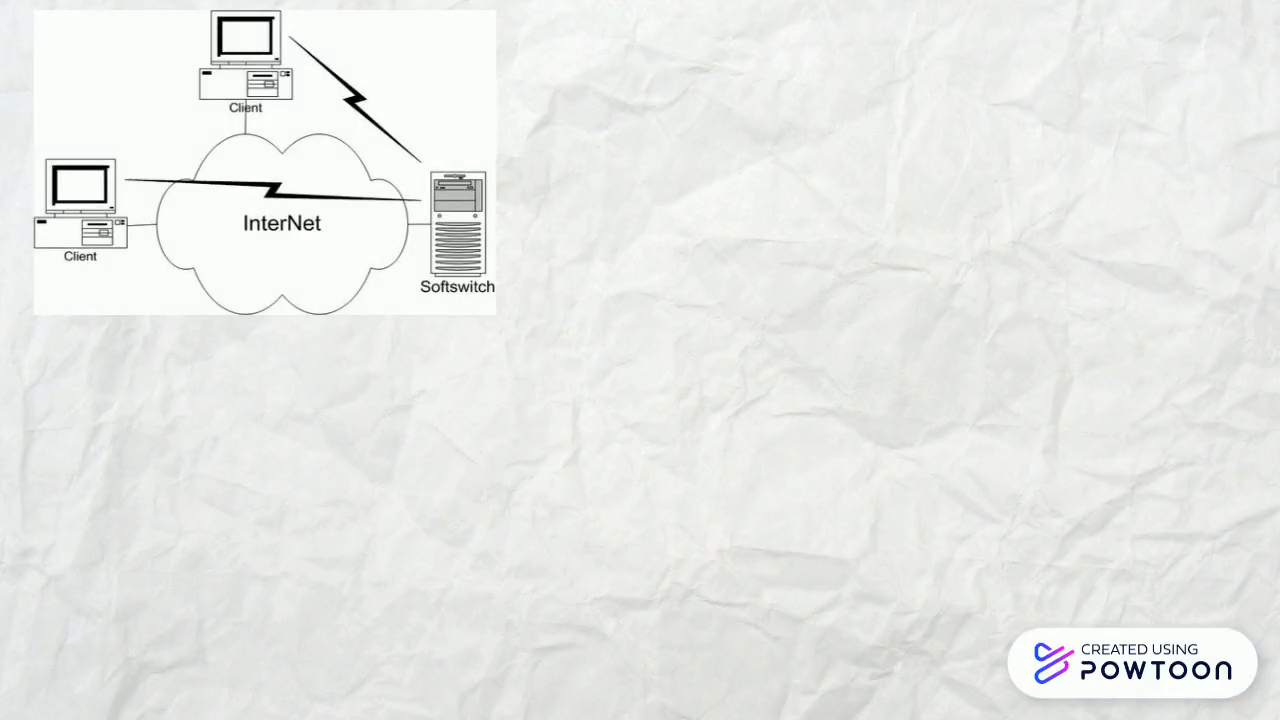 Client
InterNet
Client
Softswitch
CREATED USING
POWTOON